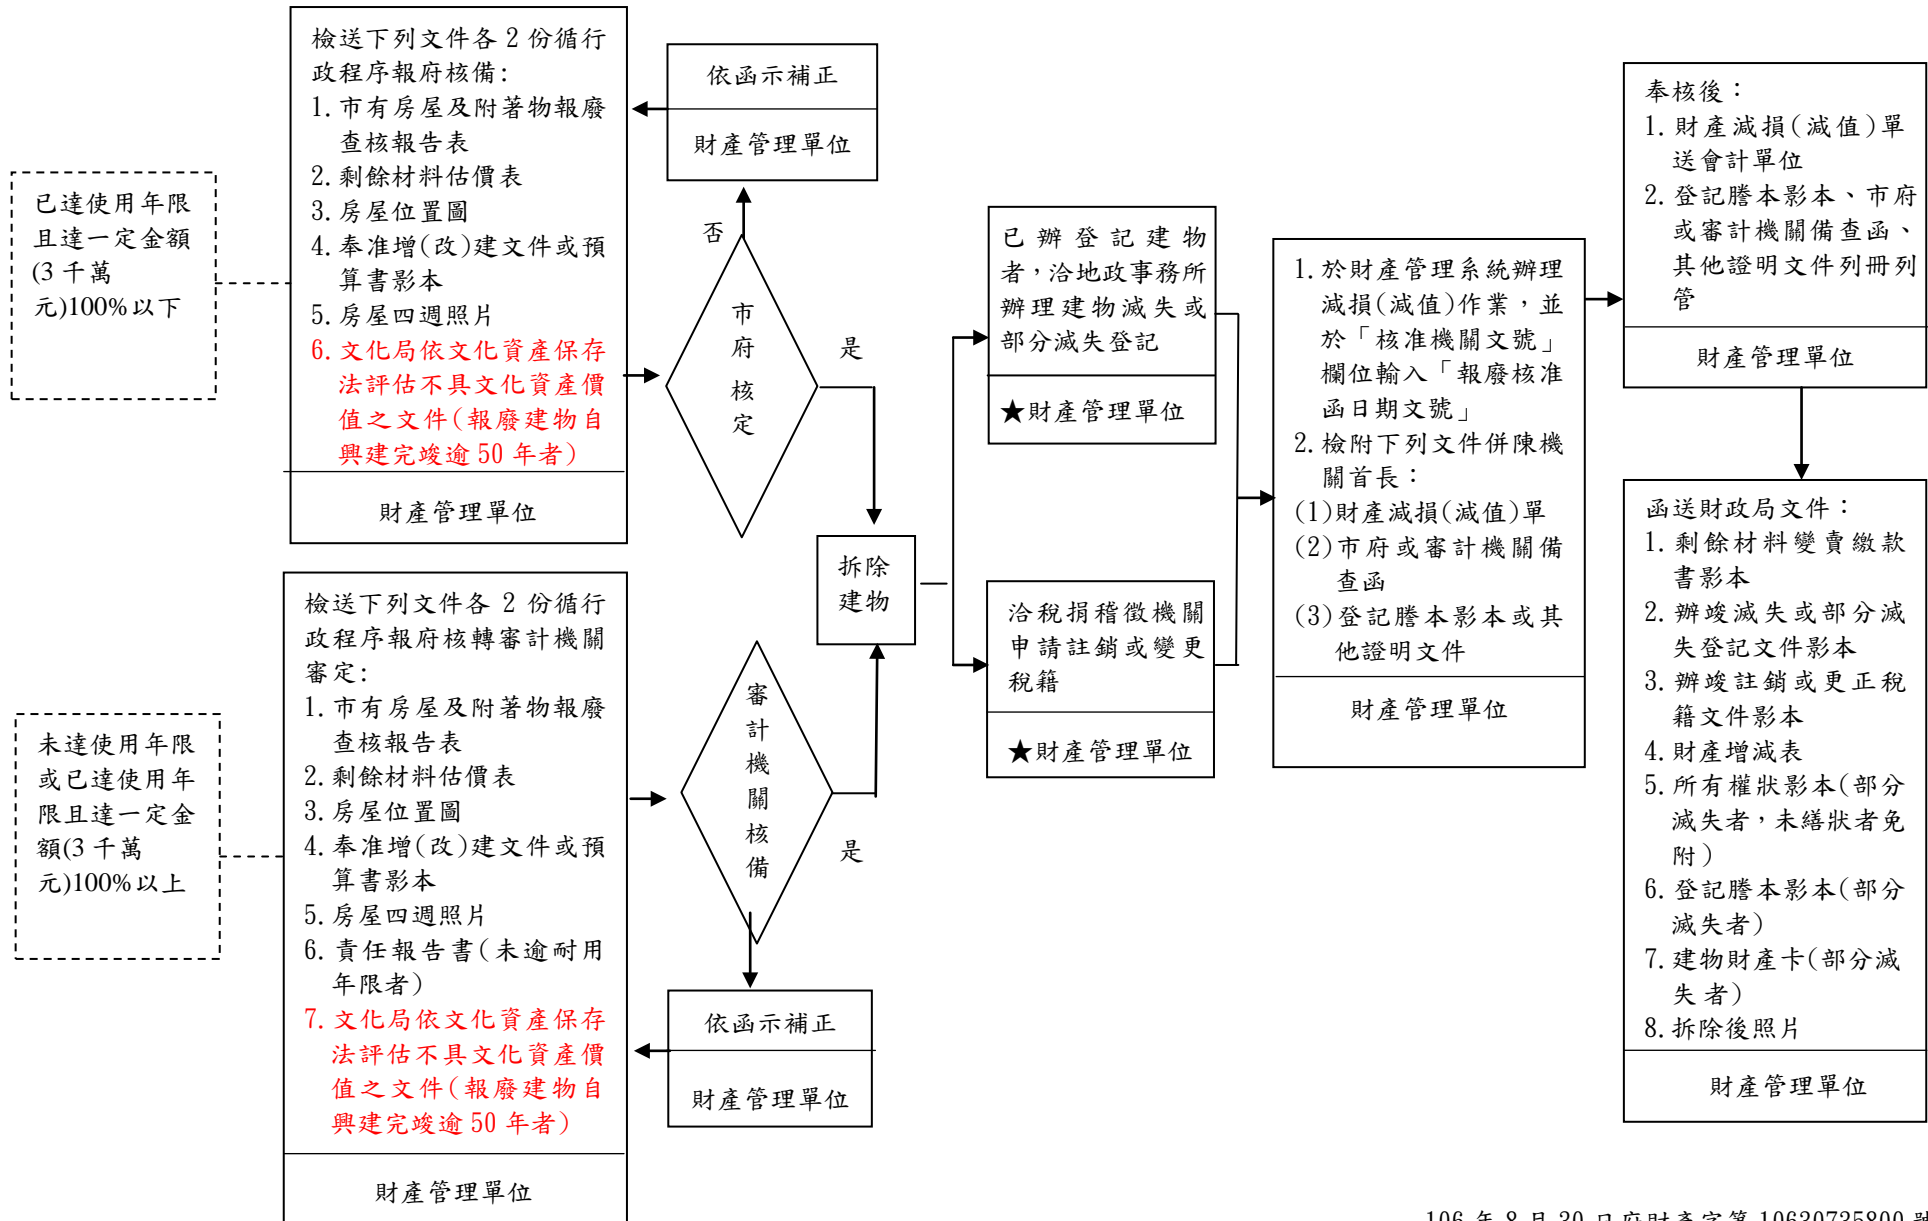 已達使用年限
且達一定金額
(3 千萬
元)100%以下
檢送下列文件各 2 份循行
政程序報府核備:
1.市有房屋及附著物報廢
查核報告表
2.剩餘材料估價表
3.房屋位置圖
4.奉准增(改)建文件或預
算書影本
5.房屋四週照片
6.文化局依文化資產保存
法評估不具文化資產價
值之文件(報廢建物自
興建完竣逾 50 年者)
財產管理單位
依函示補正
財產管理單位
否
市
府
核
定
是
未達使用年限
或已達使用年
限且達一定金
額(3 千萬
元)100%以上
檢送下列文件各 2 份循行
政程序報府核轉審計機關
審定:
1.市有房屋及附著物報廢
查核報告表
2.剩餘材料估價表
3.房屋位置圖
4.奉准增(改)建文件或預
算書影本
5.房屋四週照片
6.責任報告書(未逾耐用
年限者)
7.文化局依文化資產保存
法評估不具文化資產價
值之文件(報廢建物自
興建完竣逾 50 年者)
財產管理單位
審
計
機
關
核
備
是
依函示補正
財產管理單位
拆除
建物
已辦登記建物
者,洽地政事務所
辦理建物滅失或
部分滅失登記
★財產管理單位
洽稅捐稽徵機關
申請註銷或變更
稅籍
★財產管理單位
1.於財產管理系統辦理
減損(減值)作業,並
於「核准機關文號」
欄位輸入「報廢核准
函日期文號」
2.檢附下列文件併陳機
關首長:
(1)財產減損(減值)單
(2)市府或審計機關備
查函
(3)登記謄本影本或其
他證明文件
財產管理單位
奉核後:
1.財產減損(減值)單
送會計單位
2.登記謄本影本、市府
或審計機關備查函、
其他證明文件列冊列
管
財產管理單位
函送財政局文件:
1.剩餘材料變賣繳款
書影本
2.辦竣滅失或部分滅
失登記文件影本
3.辦竣註銷或更正稅
籍文件影本
4.財產增減表
5.所有權狀影本(部分
滅失者,未繕狀者免
附)
6.登記謄本影本(部分
滅失者)
7.建物財產卡(部分滅
失者)
8.拆除後照片
財產管理單位
106 年 8 月 30 日府財產字第 10630735800 號